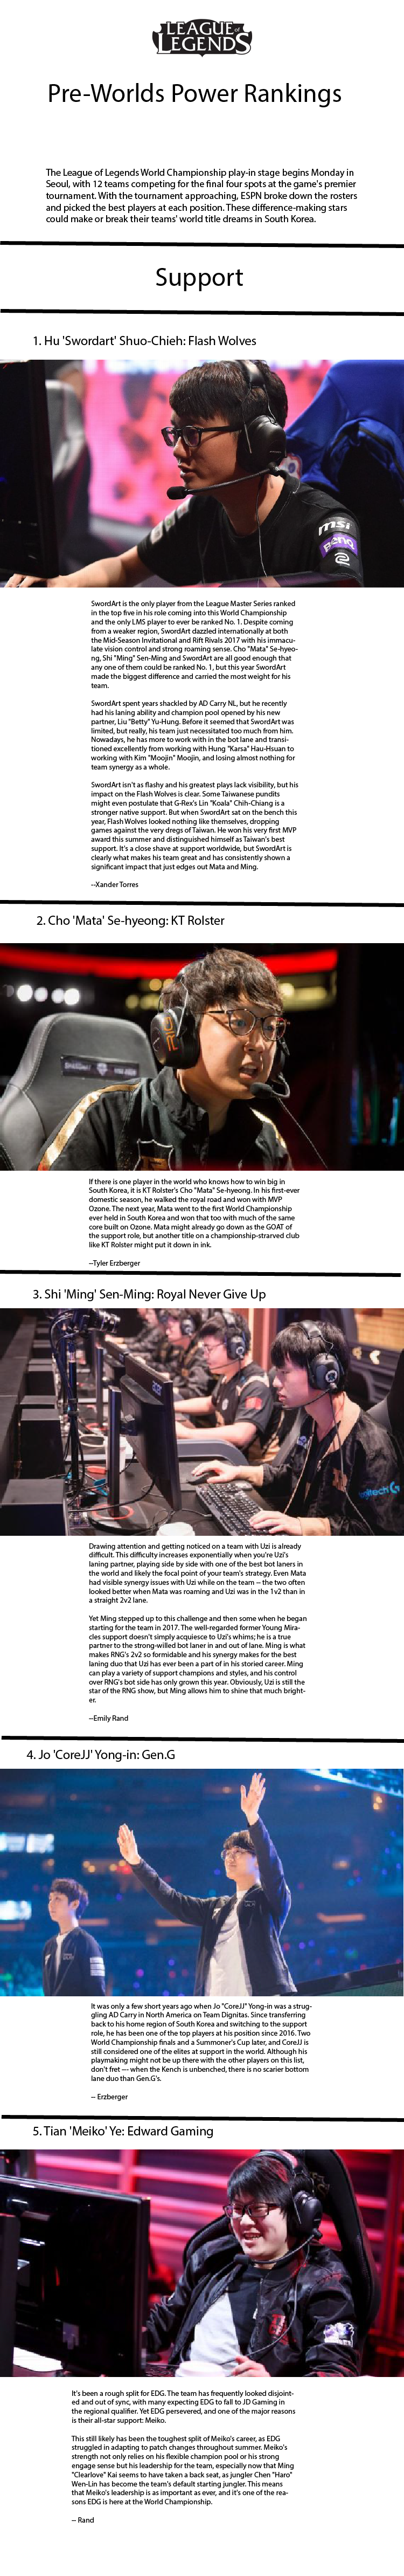 LEAGUE of
LEGENDS
Pre-Worlds Power Rankings
The League of Legends World Championship play-in stage begins Monday in
Seoul, with 12 teams competing for the final four spots at the game's premier
tournament. With the tournament approaching, ESPN broke down the rosters
and picked the best players at each position. These difference-making stars
could make or break their teams' world title dreams in South Korea.
Support
1. Hu 'Swordart' Shuo-Chieh: Flash Wolves
msi
BenQ
SwordArt is the only player from the League Master Series ranked
in the top five in his role coming into this World Championship
and the only LMS player to ever be ranked No. 1. Despite coming
from a weaker region, SwordArt dazzled internationally at both
the Mid-Season Invitational and Rift Rivals 2017 with his immacu-
late vision control and strong roaming sense. Cho "Mata" Se-hyeo-
ng, Shi "Ming" Sen-Ming and SwordArt are all good enough that
any one of them could be ranked No. 1, but this year SwordArt
made the biggest difference and carried the most weight for his
team.
SwordArt spent years shackled by AD Carry NL, but he recently
had his laning ability and champion pool opened by his new
partner, Liu "Betty" Yu-Hung. Before it seemed that SwordArt was
limited, but really, his team just necessitated too much from him.
Nowadays, he has more to work with in the bot lane and transi-
tioned excellently from working with Hung "Karsa" Hau-Hsuan to
working with Kim "Moojin" Moojin, and losing almost nothing for
team synergy as a whole.
SwordArt isn't as flashy and his greatest plays lack visibility, but his
impact on the Flash Wolves is clear. Some Taiwanese pundits
might even postulate that G-Rex's Lin "Koala" Chih-Chiang is a
stronger native support. But when SwordArt sat on the bench this
year, Flash Wolves looked nothing like themselves, dropping
games against the very dregs of Taiwan. He won his very first MVP
award this summer and distinguished himself as Taiwan's best
support. It's a close share at support worldwide, but SwordArt is
clearly what makes his team great and has consistently shown a
significant impact that just edges out Mata and Ming.
--Xander Torres
2. Cho 'Mata' Se-hyeong: KT Rolster
If there is one player in the world who knows how to win big in
South Korea, it is KT Rolster's Cho "Mata" Se-hyeong. In his first-ever
domestic season, he walked the royal road and won with MVP
Ozone. The next year, Mata went to the first World Championship
ever held in South Korea and won that too with much of the same
core built on Ozone. Mata might already go down as the GOAT of
the support role, but another title on a championship-starved club
like KT Rolster might put it down in ink.
--Tyler Erzberger
3. Shi 'Ming' Sen-Ming: Royal Never Give Up
logitech G
Drawing attention and getting noticed on a team with Uzi is already
difficult. This difficulty increases exponentially when you're Uzi's
laning partner, playing side by side with one of the best bot laners in
the world and likely the focal point of your team's strategy. Even Mata
had visible synergy issues with Uzi while on the team -- the two often
looked better when Mata was roaming and Uzi was in the 1v2 than in
a straight 2v2 lane.
Yet Ming stepped up to this challenge and then some when he began
starting for the team in 2017. The well-regarded former Young Mira-
cles support doesn't simply acquiesce to Uzi's whims; he is a true
partner to the strong-willed bot laner in and out of lane. Ming is what
makes RNG's 2v2 so formidable and his synergy makes for the best
laning duo that Uzi has ever been a part of in his storied career. Ming
can play a variety of support champions and styles, and his control
over RNG's bot side has only grown this year. Obviously, Uzi is still the
star of the RNG show, but Ming allows him to shine that much bright-
er.
--Emily Rand
4. Jo 'CoreJJ' Yong-in: Gen.G
It was only a few short years ago when Jo "CoreJJ" Yong-in was a strug-
gling AD Carry in North America on Team Dignitas. Since transferring
back to his home region of South Korea and switching to the support
role, he has been one of the top players at his position since 2016. Two
World Championship finals and a Summoner's Cup later, and CoreJJ is
still considered one of the elites at support in the world. Although his
playmaking might not be up there with the other players on this list,
don't fret --- when the Kench is unbenched, there is no scarier bottom
lane duo than Gen.G's.
-- Erzberger
5. Tian 'Meiko' Ye: Edward Gaming
It's been a rough split for EDG. The team has frequently looked disjoint-
ed and out of sync, with many expecting EDG to fall to JD Gaming in
the regional qualifier. Yet EDG persevered, and one of the major reasons
is their all-star support: Meiko.
This still likely has been the toughest split of Meiko's career, as EDG
struggled in adapting to patch changes throughout summer. Meiko's
strength not only relies on his flexible champion pool or his strong
engage sense but his leadership for the team, especially now that Ming
"Clearlove" Kai seems to have taken a back seat, as jungler Chen "Haro"
Wen-Lin has become the team's default starting jungler. This means
that Meiko's leadership is as important as ever, and it's one of the rea-
sons EDG is here at the World Championship.
-- Rand